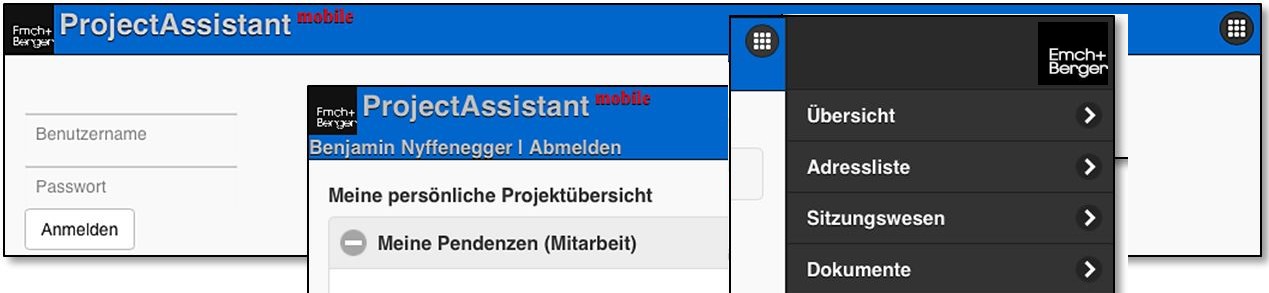 Emch+
Berger
ProjectAssistant mobile
Benutzername
Passwort
Anmelden
Emch+
Berger
ProjectAssistant mobile
Benjamin Nyffenegger | Abmelden
Meine persönliche Projektübersicht
Meine Pendenzen (Mitarbeit)
Emch+
Berger
Übersicht
Adressliste
Sitzungswesen
Dokumente